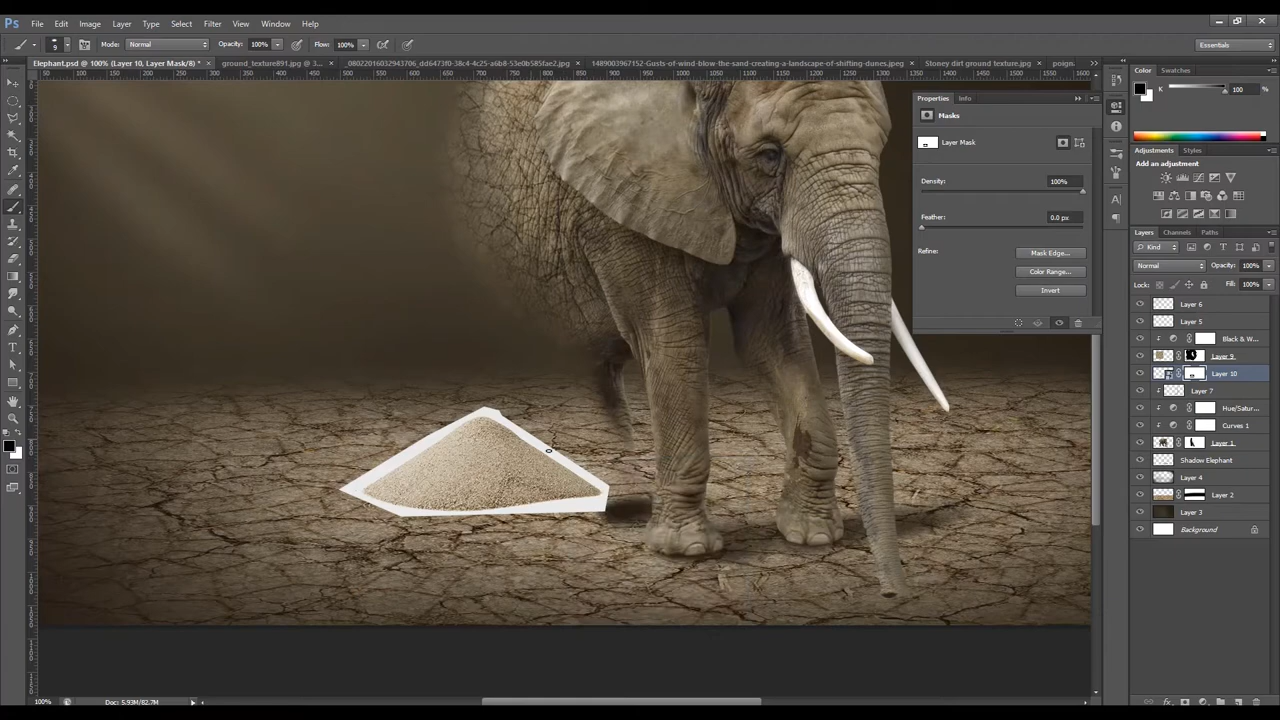 Ps File Edit Image Layer Type Select Filter View Window Help
9 Mode: Normal Opacity: 100% Flow: 100% Essentials
Elephant.psd @ 100% (Layer 10, Layer Mask/8) * × ground_texture891.jpg @ 3... × _08022016032943706_dd6473f0-38c4-4c25-a6b8-53e0b585fae2.jpg × 1489003967152-Gusts-of-wind-blow-the-sand-creating-a-landscape-of-shifting-dunes.jpeg × Stoney dirt ground texture.jpg × poign.
Color Swatches
K 100 %
Properties Info
Masks
Layer Mask
Density: 100%
Feather: 0.0 px
Refine: Mask Edge...
Color Range...
Invert
Adjustments Styles
Add an adjustment
Layers Channels Paths
Kind
Normal Opacity: 100%
Lock: Fill: 100%
Layer 6
Layer 5
Black & W...
Layer 9
Layer 10
Layer 7
Hue/Satur...
Curves 1
Layer 1
Shadow Elephant
Layer 4
Layer 2
Layer 3
Background
100% Doc: 5.93M/82.7M